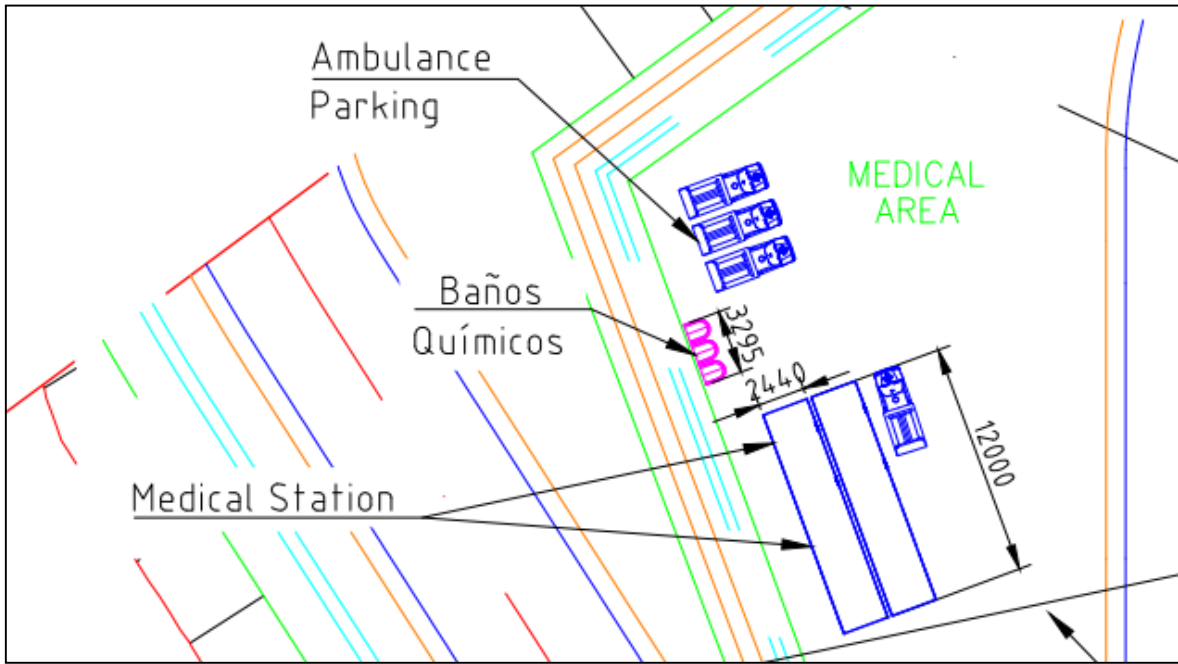 Ambulance
Parking
MEDICAL
AREA
Baños
Químicos
3295
2440
12000
Medical Station